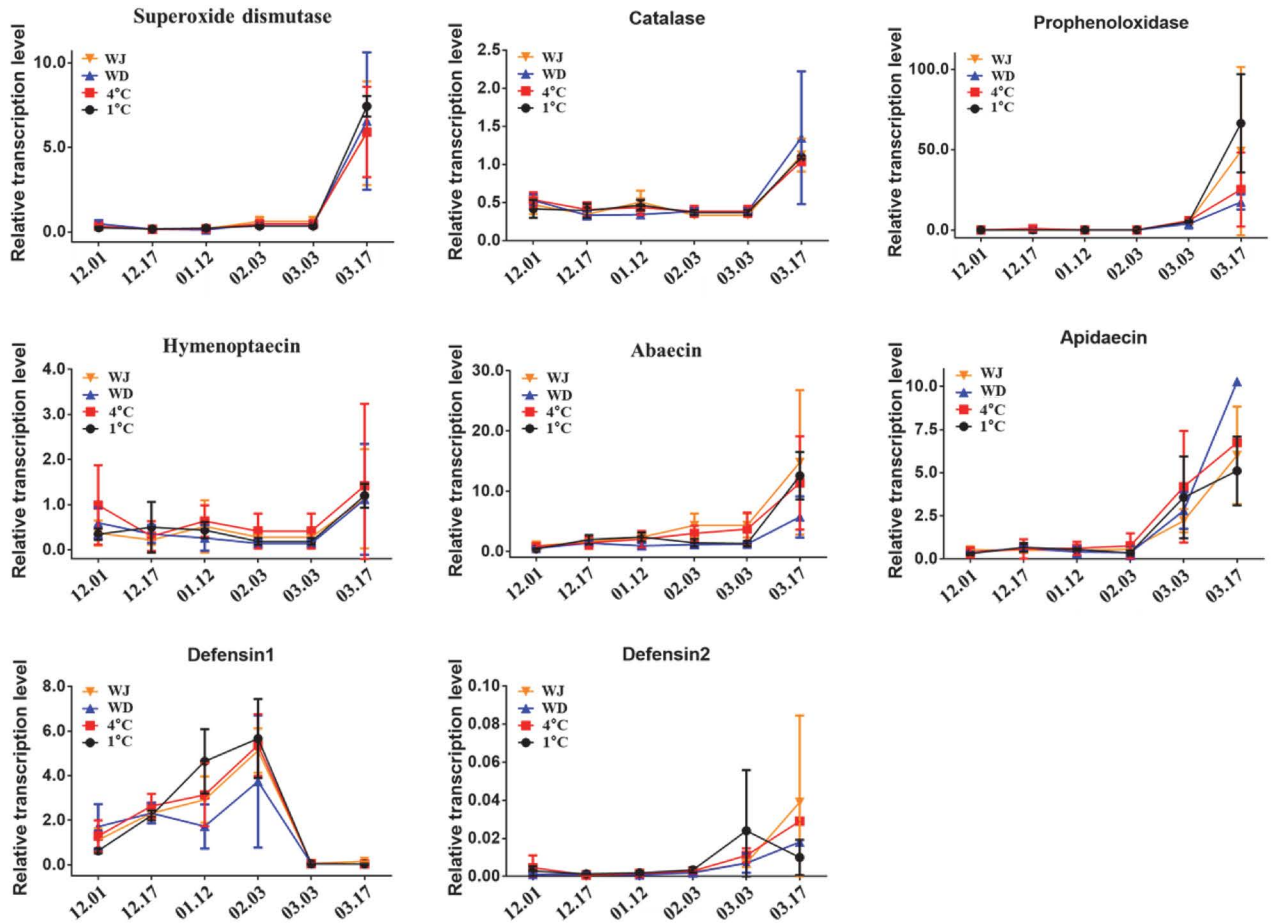 Superoxide dismutase
Relative transcription level
10.0
5.0
0.0
WJ
WD
4°C
1°C
12.01
12.17
01.12
02.03
03.03
03.17
Catalase
Relative transcription level
2.5
2.0
1.5
1.0
0.5
0.0
WJ
WD
4°C
1°C
12.01
12.17
01.12
02.03
03.03
03.17
Prophenoloxidase
Relative transcription level
100.0
50.0
0.0
WJ
WD
4°C
1°C
12.01
12.17
01.12
02.03
03.03
03.17
Hymenoptaecin
Relative transcription level
4.0
3.0
2.0
1.0
0.0
WJ
WD
4°C
1°C
12.01
12.17
01.12
02.03
03.03
03.17
Abaecin
Relative transcription level
30.0
20.0
10.0
0.0
WJ
WD
4°C
1°C
12.01
12.17
01.12
02.03
03.03
03.17
Apidaecin
Relative transcription level
10.0
7.5
5.0
2.5
0.0
WJ
WD
4°C
1°C
12.01
12.17
01.12
02.03
03.03
03.17
Defensin1
Relative transcription level
8.0
6.0
4.0
2.0
0.0
WJ
WD
4°C
1°C
12.01
12.17
01.12
02.03
03.03
03.17
Defensin2
Relative transcription level
0.10
0.08
0.06
0.04
0.02
0.00
WJ
WD
4°C
1°C
12.01
12.17
01.12
02.03
03.03
03.17